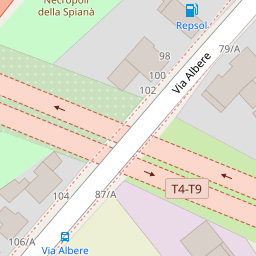 Necropoli
della Spianà
Repsol
79/A
98
100
102
Via Albere
T4-T9
104
87/A
106/A
Via Albere